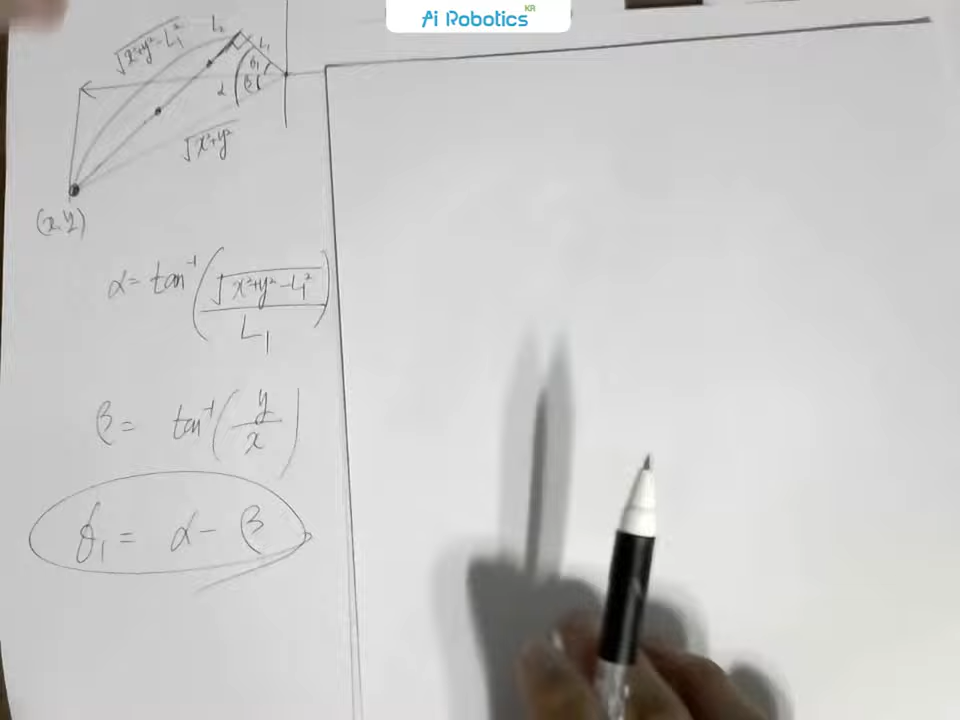 Ai Robotics KR
√x²+y²-L₁²
L₂
L₁
θ₁
α
β
√x²+y²
(x,y)
α = tan⁻¹(√x²+y²-L₁² / L₁)
β = tan⁻¹(y/x)
θ₁ = α - β